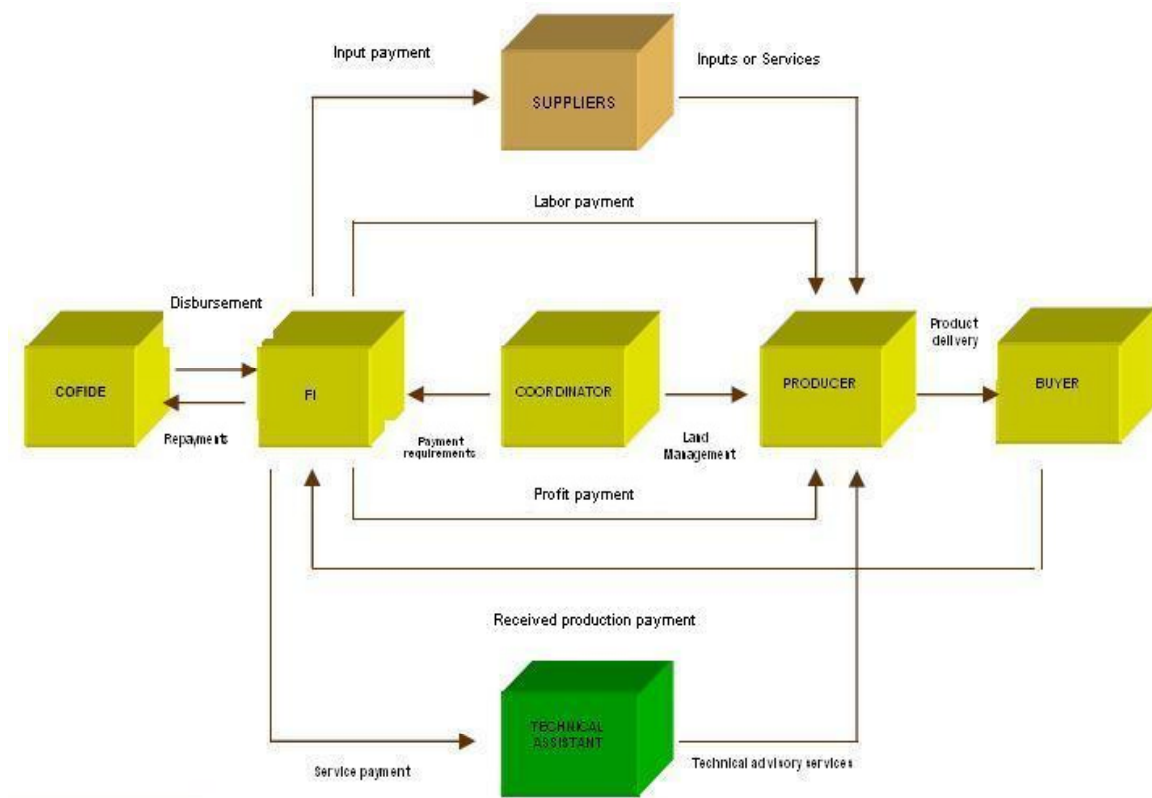 Input payment
Inputs or Services
SUPPLIERS
Labor payment
Disbursement
Product
delivery
COFIDE
FI
COORDINATOR
PRODUCER
BUYER
Repayments
Payment
requirements
Land
Management
Profit payment
Received production payment
TECHNICAL
ASSISTANT
Service payment
Technical advisory services